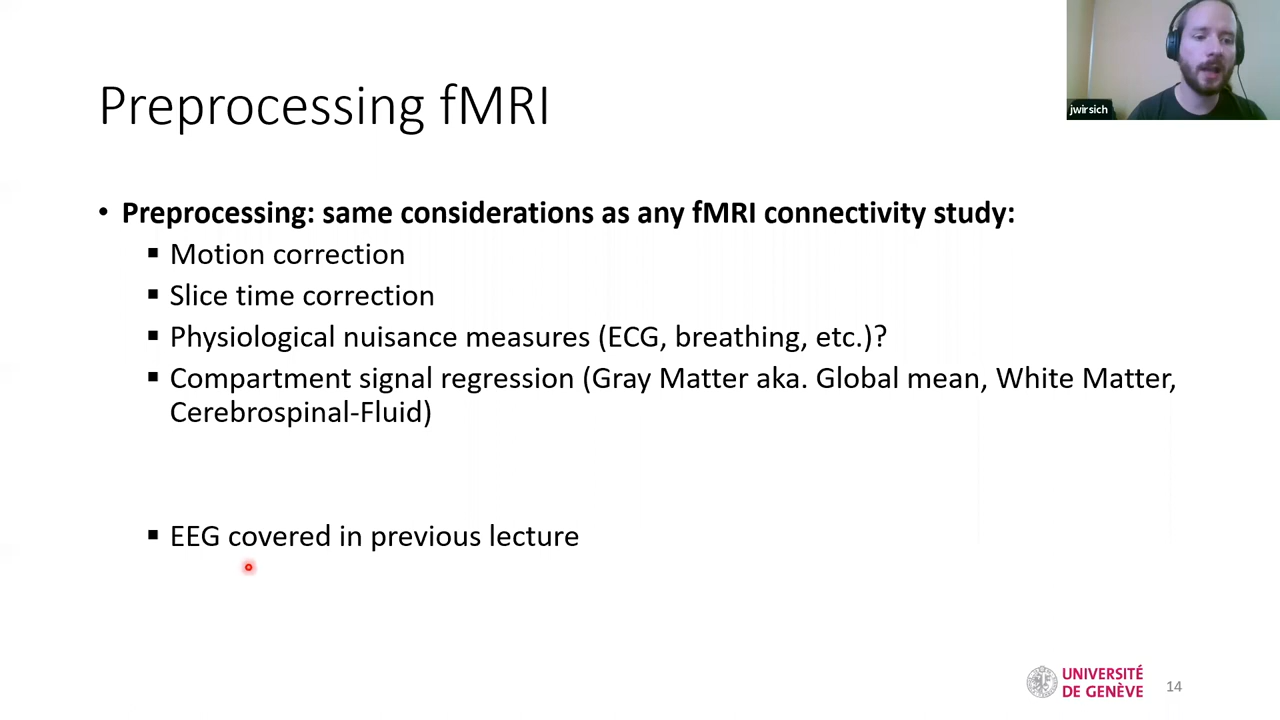 jwirsich
Preprocessing fMRI
• Preprocessing: same considerations as any fMRI connectivity study:
▪ Motion correction
▪ Slice time correction
▪ Physiological nuisance measures (ECG, breathing, etc.)?
▪ Compartment signal regression (Gray Matter aka. Global mean, White Matter,
Cerebrospinal-Fluid)
▪ EEG covered in previous lecture
UNIVERSITÉ
DE GENÈVE
14